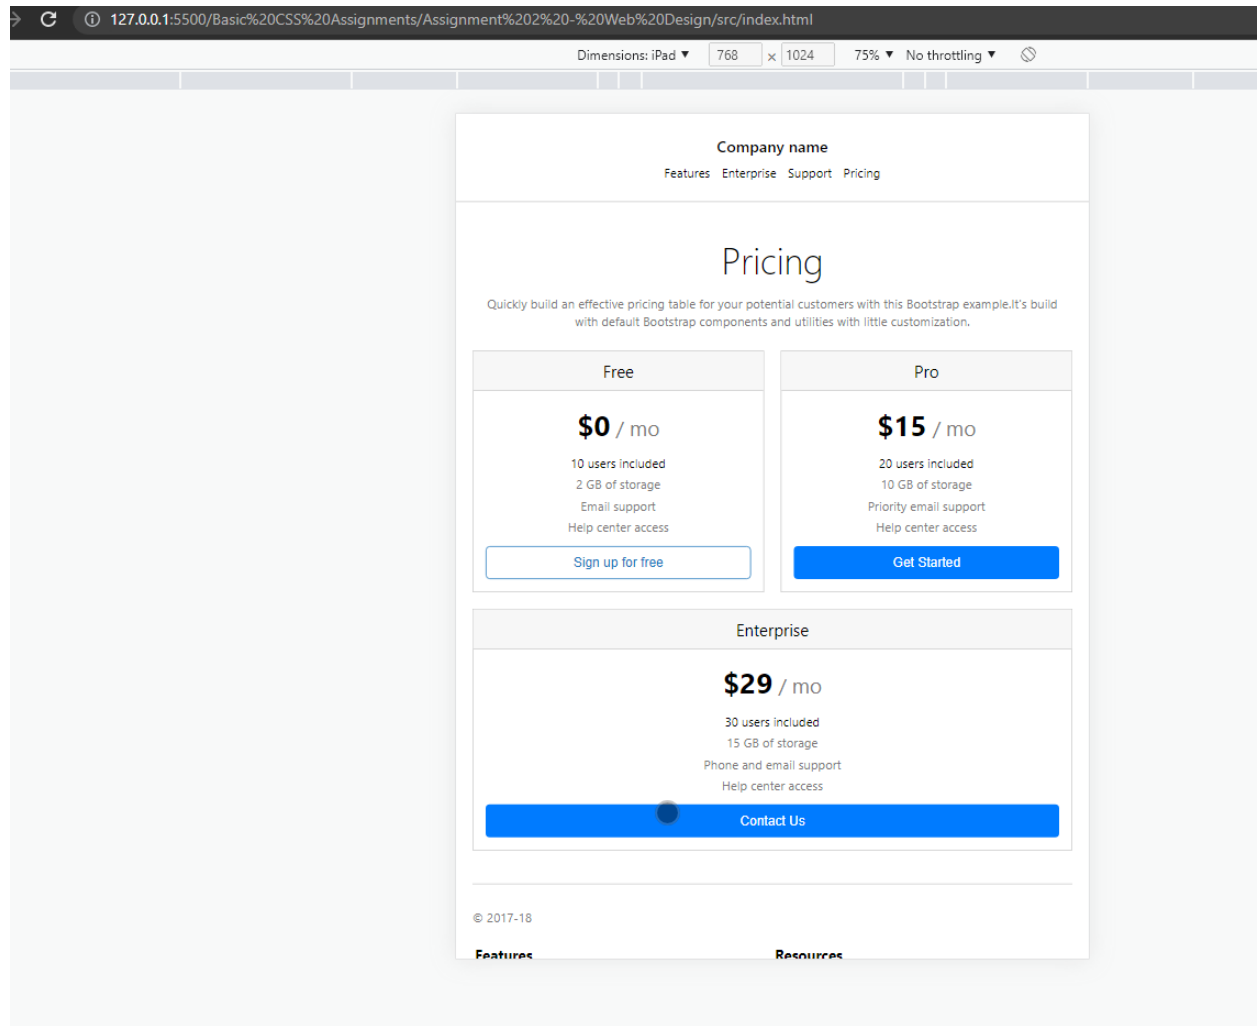 127.0.0.1:5500/Basic%20CSS%20Assignments/Assignment%202%20-%20Web%20Design/src/index.html
Dimensions: iPad ▼ 768 × 1024 75% ▼ No throttling ▼
Company name
Features Enterprise Support Pricing
Pricing
Quickly build an effective pricing table for your potential customers with this Bootstrap example.It's build
with default Bootstrap components and utilities with little customization.
Free
$0 / mo
10 users included
2 GB of storage
Email support
Help center access
Sign up for free
Pro
$15 / mo
20 users included
10 GB of storage
Priority email support
Help center access
Get Started
Enterprise
$29 / mo
30 users included
15 GB of storage
Phone and email support
Help center access
Contact Us
© 2017-18
Features Resources